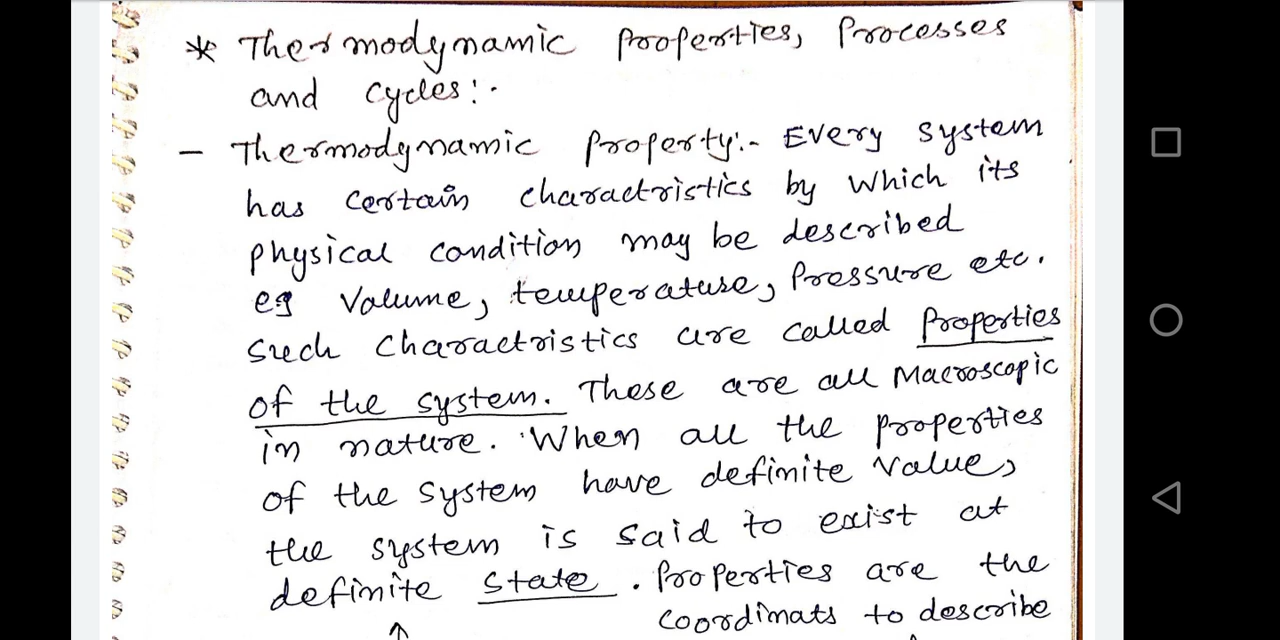 * Thermodynamic Properties, Processes
and cycles:-
- Thermodynamic Property:- Every system
has certain charactristics by which its
physical condition may be described
eg Volume, temperature, Pressure etc.
such charactristics are called Properties
of the system. These are all Macroscopic
in nature. When all the properties
of the system have definite value,
the system is said to exist at
definite state. Properties are the
coordinats to describe